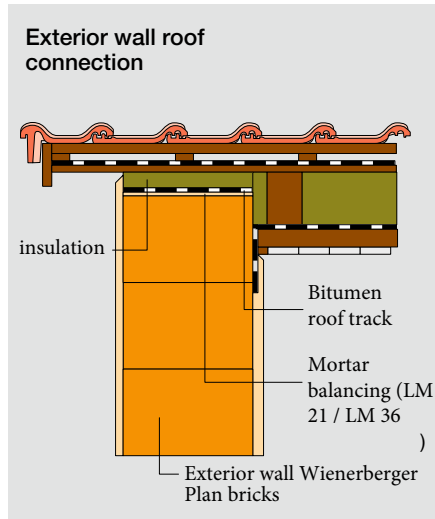 Exterior wall roof
connection
insulation
Bitumen
roof track
Mortar
balancing (LM
21 / LM 36
)
Exterior wall Wienerberger
Plan bricks